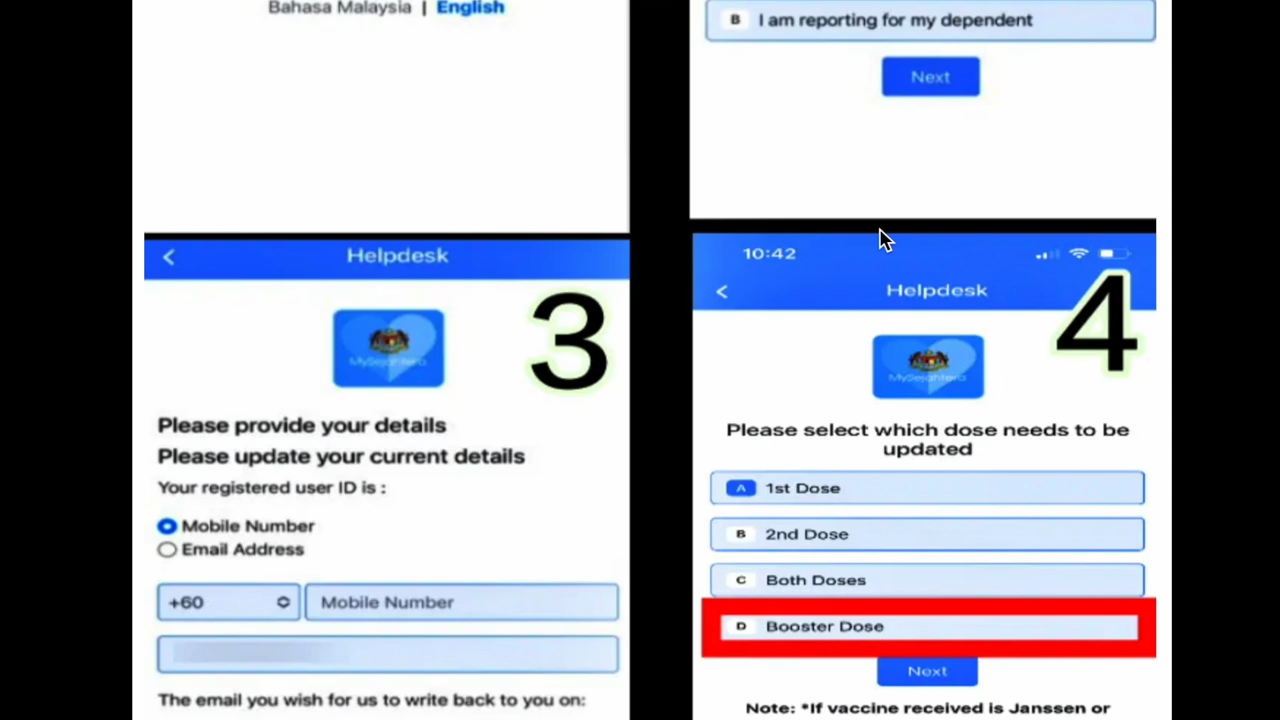 Bahasa Malaysia | English
B I am reporting for my dependent
Next
Helpdesk
3
MySejahtera
Please provide your details
Please update your current details
Your registered user ID is :
Mobile Number
Email Address
+60 Mobile Number
The email you wish for us to write back to you on:
10:42
Helpdesk
4
MySejahtera
Please select which dose needs to be
updated
A 1st Dose
B 2nd Dose
C Both Doses
D Booster Dose
Next
Note: *If vaccine received is Janssen or